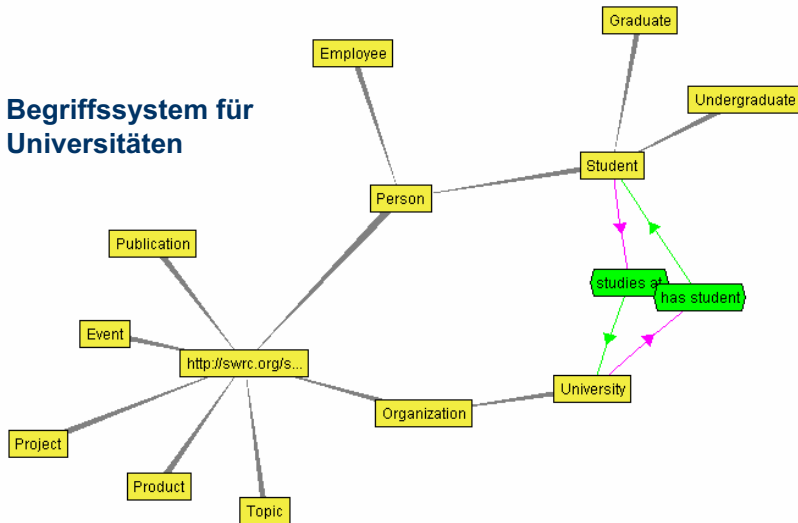 Graduate
Employee
Undergraduate
Begriffssystem für
Universitäten
Student
Person
Publication
studies at
has student
Event
http://swrc.org/s...
University
Organization
Project
Product
Topic